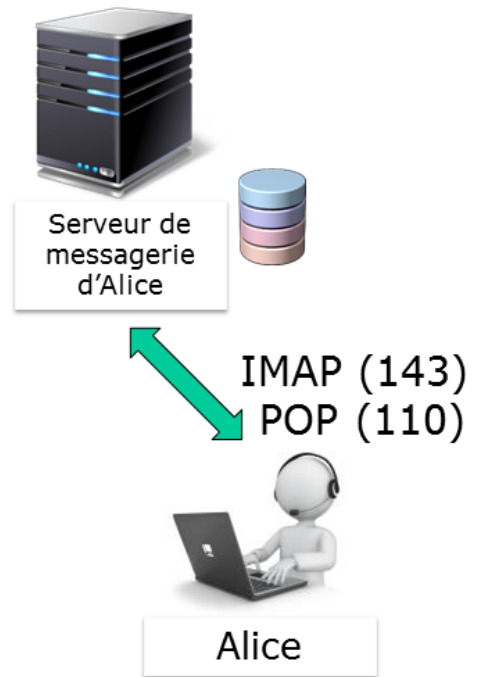 Serveur de
messagerie
d'Alice
IMAP (143)
POP (110)
Alice